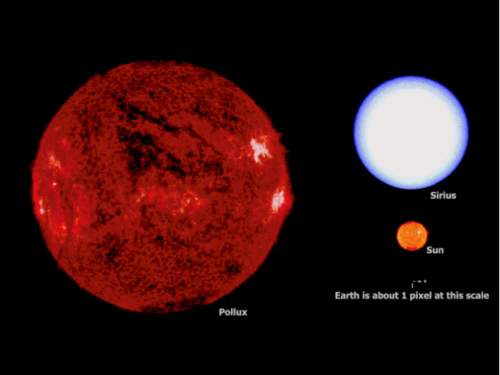 Sirius
Sun
Earth is about 1 pixel at this scale
Pollux